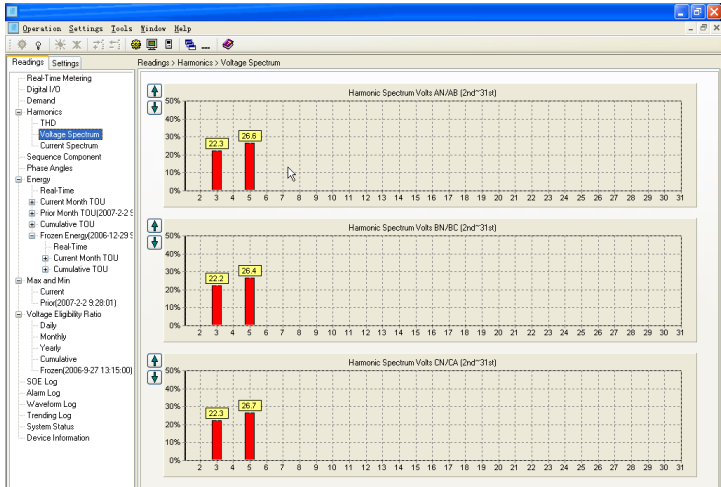 Operation Settings Tools Window Help
Readings Settings
Readings > Harmonics > Voltage Spectrum
Real-Time Metering
Digital I/O
Demand
Harmonics
THD
Voltage Spectrum
Current Spectrum
Sequence Component
Phase Angles
Energy
Real-Time
Current Month TOU
Prior Month TOU(2007-2-2 9
Cumulative TOU
Frozen Energy(2006-12-29 9
Real-Time
Current Month TOU
Cumulative TOU
Max and Min
Current
Prior(2007-2-2 9:28:01)
Voltage Eligibility Ratio
Daily
Monthly
Yearly
Cumulative
Frozen(2006-9-27 13:15:00)
SOE Log
Alarm Log
Waveform Log
Trending Log
System Status
Device Information
Harmonic Spectrum Volts AN/AB (2nd~31st)
50%
40%
30%
20%
10%
0%
22.3 26.6
2 3 4 5 6 7 8 9 10 11 12 13 14 15 16 17 18 19 20 21 22 23 24 25 26 27 28 29 30 31
Harmonic Spectrum Volts BN/BC (2nd~31st)
50%
40%
30%
20%
10%
0%
22.2 26.4
2 3 4 5 6 7 8 9 10 11 12 13 14 15 16 17 18 19 20 21 22 23 24 25 26 27 28 29 30 31
Harmonic Spectrum Volts CN/CA (2nd~31st)
50%
40%
30%
20%
10%
0%
22.3 26.7
2 3 4 5 6 7 8 9 10 11 12 13 14 15 16 17 18 19 20 21 22 23 24 25 26 27 28 29 30 31